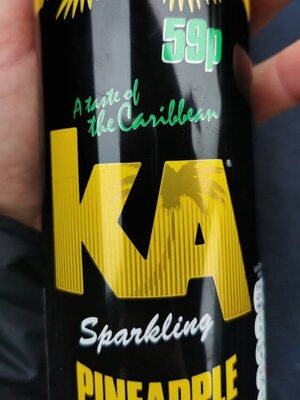 59p
A taste of
the Caribbean
KA
Sparkling
PINEAPPLE